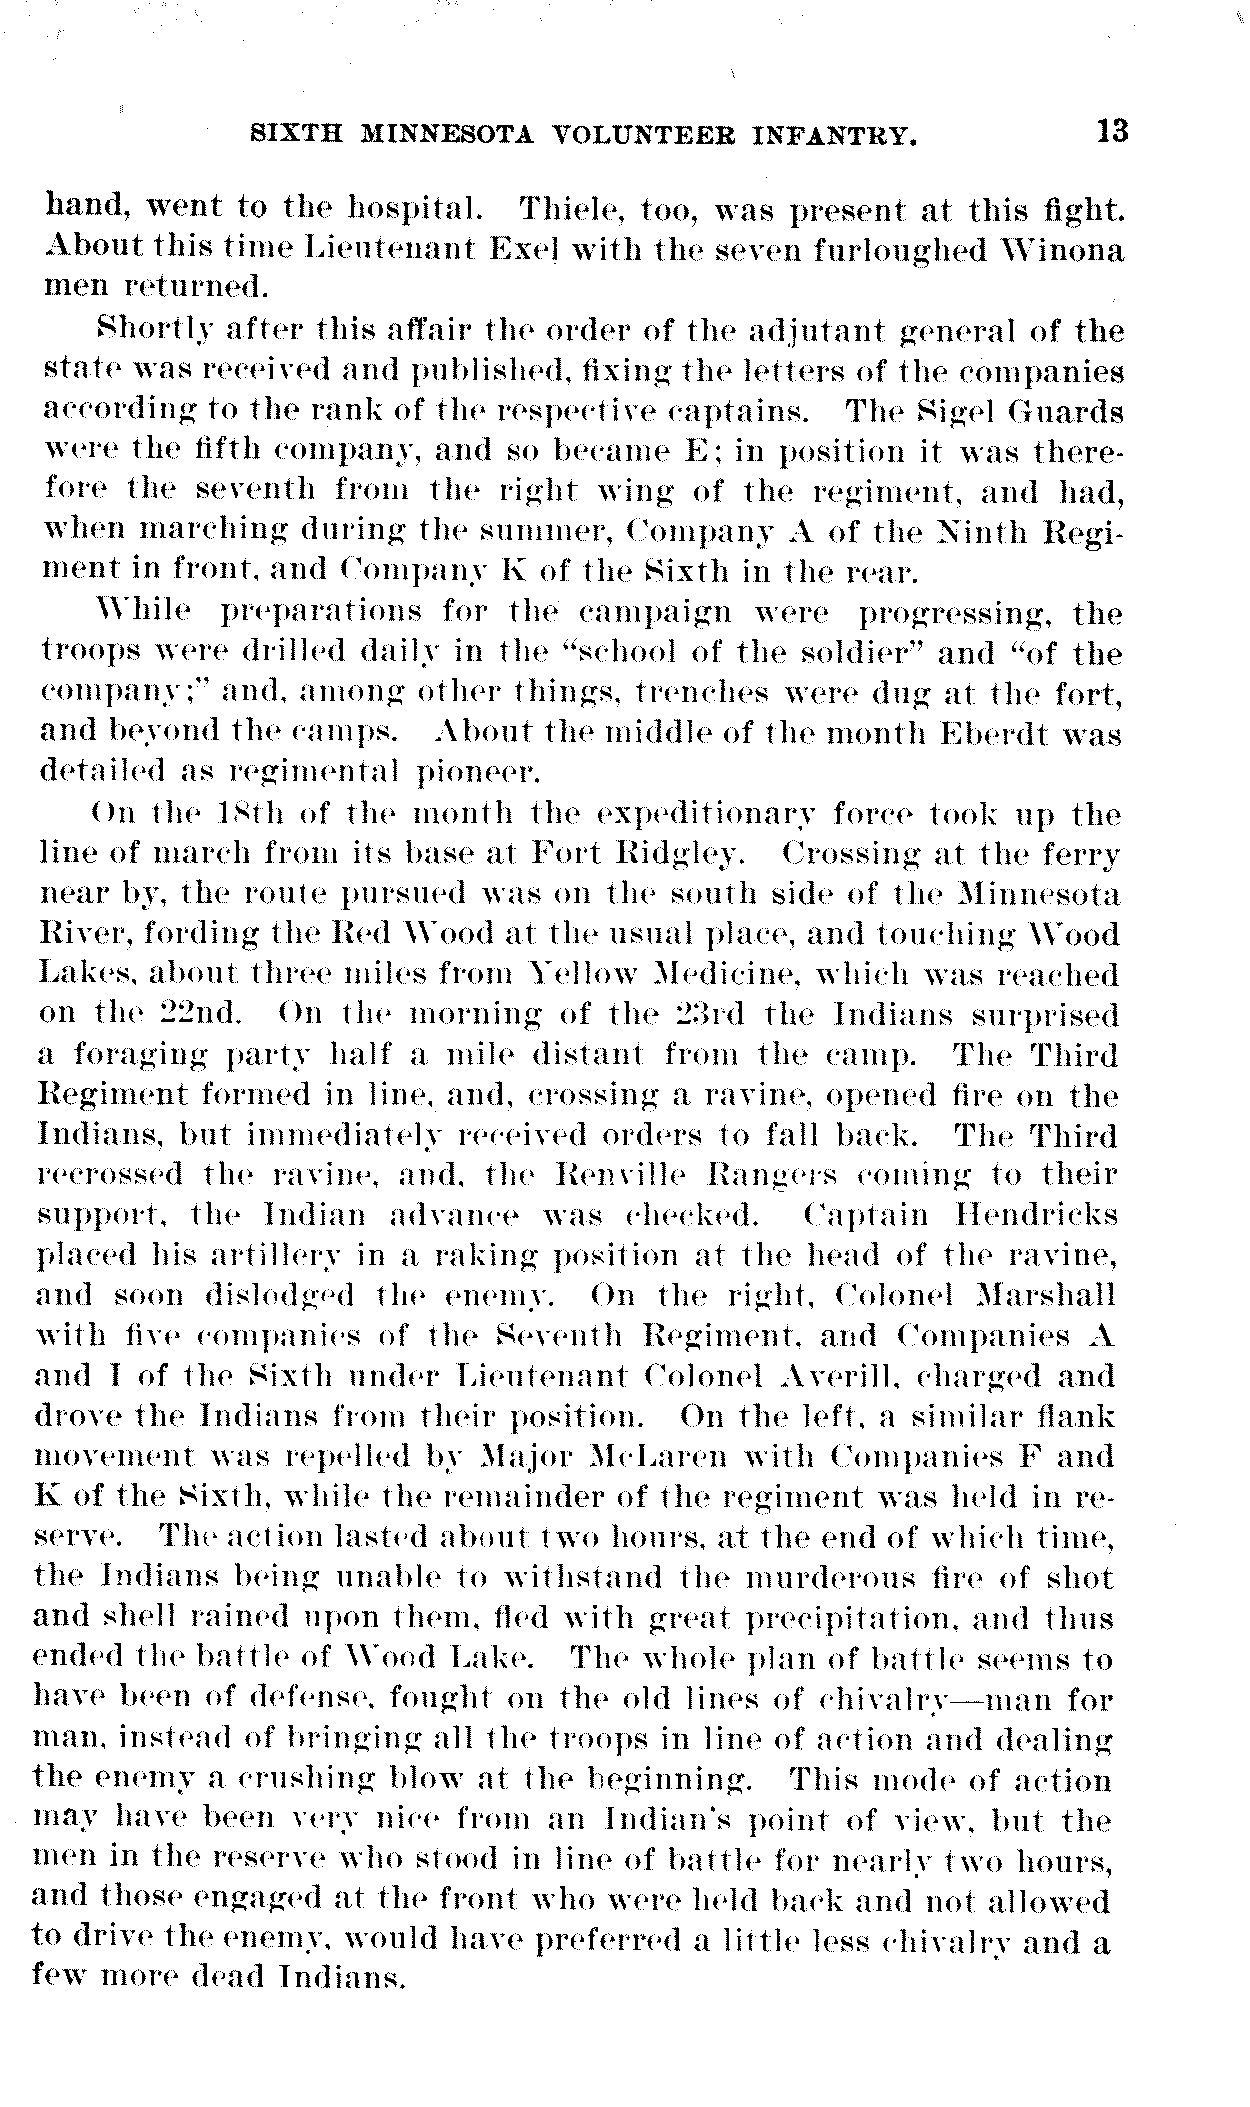 SIXTH MINNESOTA VOLUNTEER INFANTRY. 13
hand, went to the hospital. Thiele, too, was present at this fight.
About this time Lieutenant Exel with the seven furloughed Winona
men returned.
Shortly after this affair the order of the adjutant general of the
state was received and published, fixing the letters of the companies
according to the rank of the respective captains. The Sigel Guards
were the fifth company, and so became E; in position it was there-
fore the seventh from the right wing of the regiment, and had,
when marching during the summer, Company A of the Ninth Regi-
ment in front, and Company K of the Sixth in the rear.
While preparations for the campaign were progressing, the
troops were drilled daily in the "school of the soldier" and "of the
company;" and, among other things, trenches were dug at the fort,
and beyond the camps. About the middle of the month Eberdt was
detailed as regimental pioneer.
On the 18th of the month the expeditionary force took up the
line of march from its base at Fort Ridgley. Crossing at the ferry
near by, the route pursued was on the south side of the Minnesota
River, fording the Red Wood at the usual place, and touching Wood
Lakes, about three miles from Yellow Medicine, which was reached
on the 22nd. On the morning of the 23rd the Indians surprised
a foraging party half a mile distant from the camp. The Third
Regiment formed in line, and, crossing a ravine, opened fire on the
Indians, but immediately received orders to fall back. The Third
recrossed the ravine, and, the Renville Rangers coming to their
support, the Indian advance was checked. Captain Hendricks
placed his artillery in a raking position at the head of the ravine,
and soon dislodged the enemy. On the right, Colonel Marshall
with five companies of the Seventh Regiment, and Companies A
and I of the Sixth under Lieutenant Colonel Averill, charged and
drove the Indians from their position. On the left, a similar flank
movement was repelled by Major McLaren with Companies F and
K of the Sixth, while the remainder of the regiment was held in re-
serve. The action lasted about two hours, at the end of which time,
the Indians being unable to withstand the murderous fire of shot
and shell rained upon them, fled with great precipitation, and thus
ended the battle of Wood Lake. The whole plan of battle seems to
have been of defense, fought on the old lines of chivalry—man for
man, instead of bringing all the troops in line of action and dealing
the enemy a crushing blow at the beginning. This mode of action
may have been very nice from an Indian's point of view, but the
men in the reserve who stood in line of battle for nearly two hours,
and those engaged at the front who were held back and not allowed
to drive the enemy, would have preferred a little less chivalry and a
few more dead Indians.